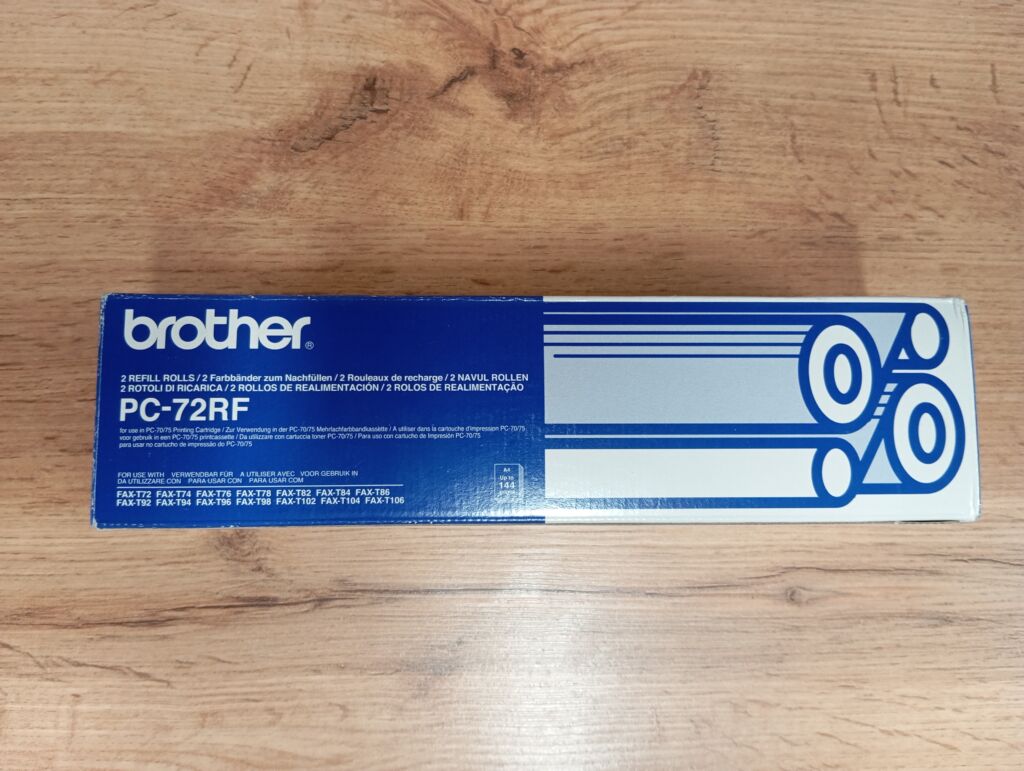 brother®
2 REFILL ROLLS / 2 Farbbänder zum Nachfüllen / 2 Rouleaux de recharge / 2 NAVUL ROLLEN
2 ROTOLI DI RICARICA / 2 ROLLOS DE REALIMENTACIÓN / 2 ROLOS DE REALIMENTAÇÃO
PC-72RF
for use in PC-70/75 Printing Cartridge / Zur Verwendung in der PC-70/75 Mehrfachfarbbandkassette / A utiliser dans la cartouche d'impression PC-70/75
voor gebruik in een PC-70/75 printcassette / Da utilizzare con cartuccia toner PC-70/75 / Para uso con cartucho de Impresión PC-70/75
para usar no cartucho de impressão do PC-70/75
FOR USE WITH VERWENDBAR FÜR A UTILISER AVEC VOOR GEBRUIK IN
DA UTILIZZARE CON PARA USAR CON PARA USAR COM
FAX-T72 FAX-T74 FAX-T76 FAX-T78 FAX-T82 FAX-T84 FAX-T86
FAX-T92 FAX-T94 FAX-T96 FAX-T98 FAX-T102 FAX-T104 FAX-T106
A4
Up to
144